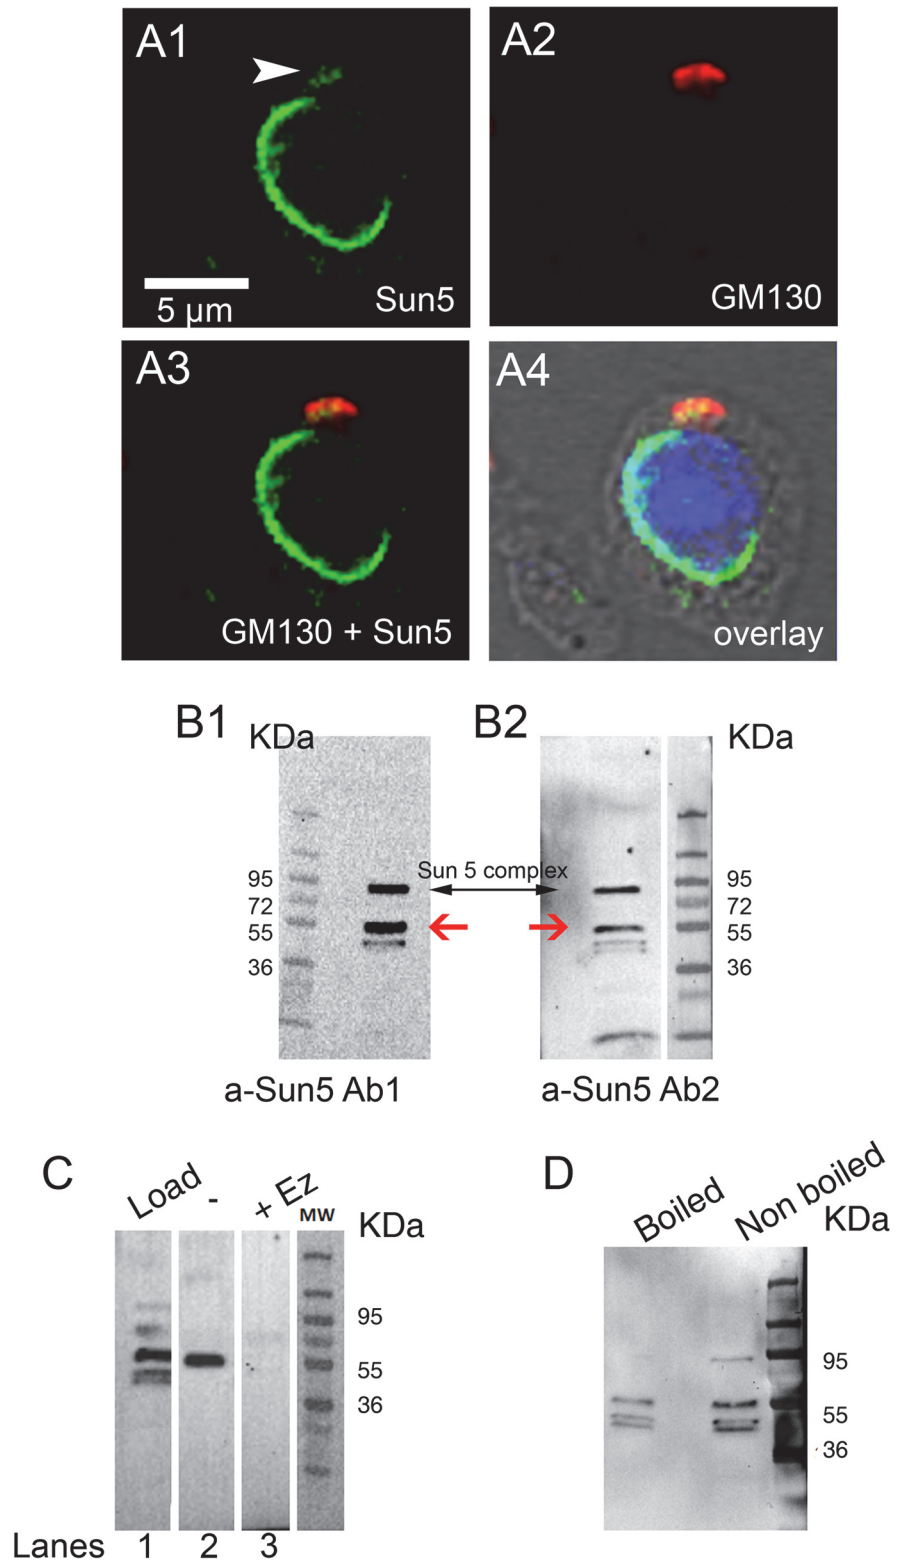 A1
Sun5
5 µm
A2
GM130
A3
GM130 + Sun5
A4
overlay
B1
KDa
B2
KDa
Sun 5 complex
95
72
55
36
95
72
55
36
a-Sun5 Ab1
a-Sun5 Ab2
C
Load
-
+ Ez
MW
KDa
95
55
36
Lanes 1 2 3
D
Boiled
Non boiled
KDa
95
55
36